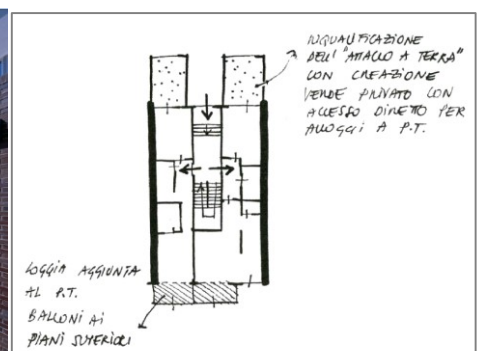 RIQUALIFICAZIONE
DELL' "ATTACCO A TERRA"
CON CREAZIONE
VERDE PRIVATO CON
ACCESSO DIRETTO PER
ALLOGGI A P.T.
LOGGIA AGGIUNTA
AL P.T.
BALCONI AI
PIANI SUPERIORI